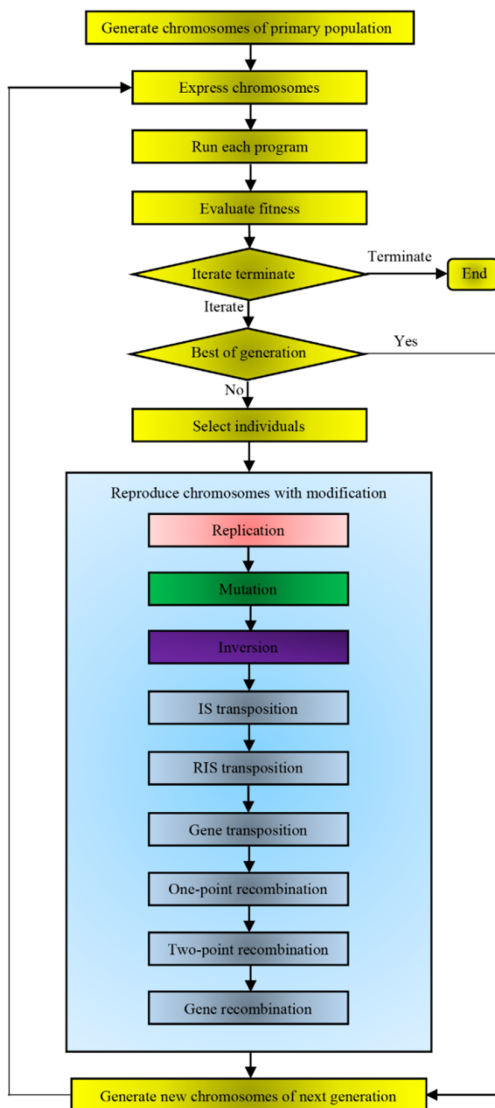 Generate chromosomes of primary population
Express chromosomes
Run each program
Evaluate fitness
Terminate
Iterate terminate
End
Iterate
Yes
Best of generation
No
Select individuals
Reproduce chromosomes with modification
Replication
Mutation
Inversion
IS transposition
RIS transposition
Gene transposition
One-point recombination
Two-point recombination
Gene recombination
Generate new chromosomes of next generation